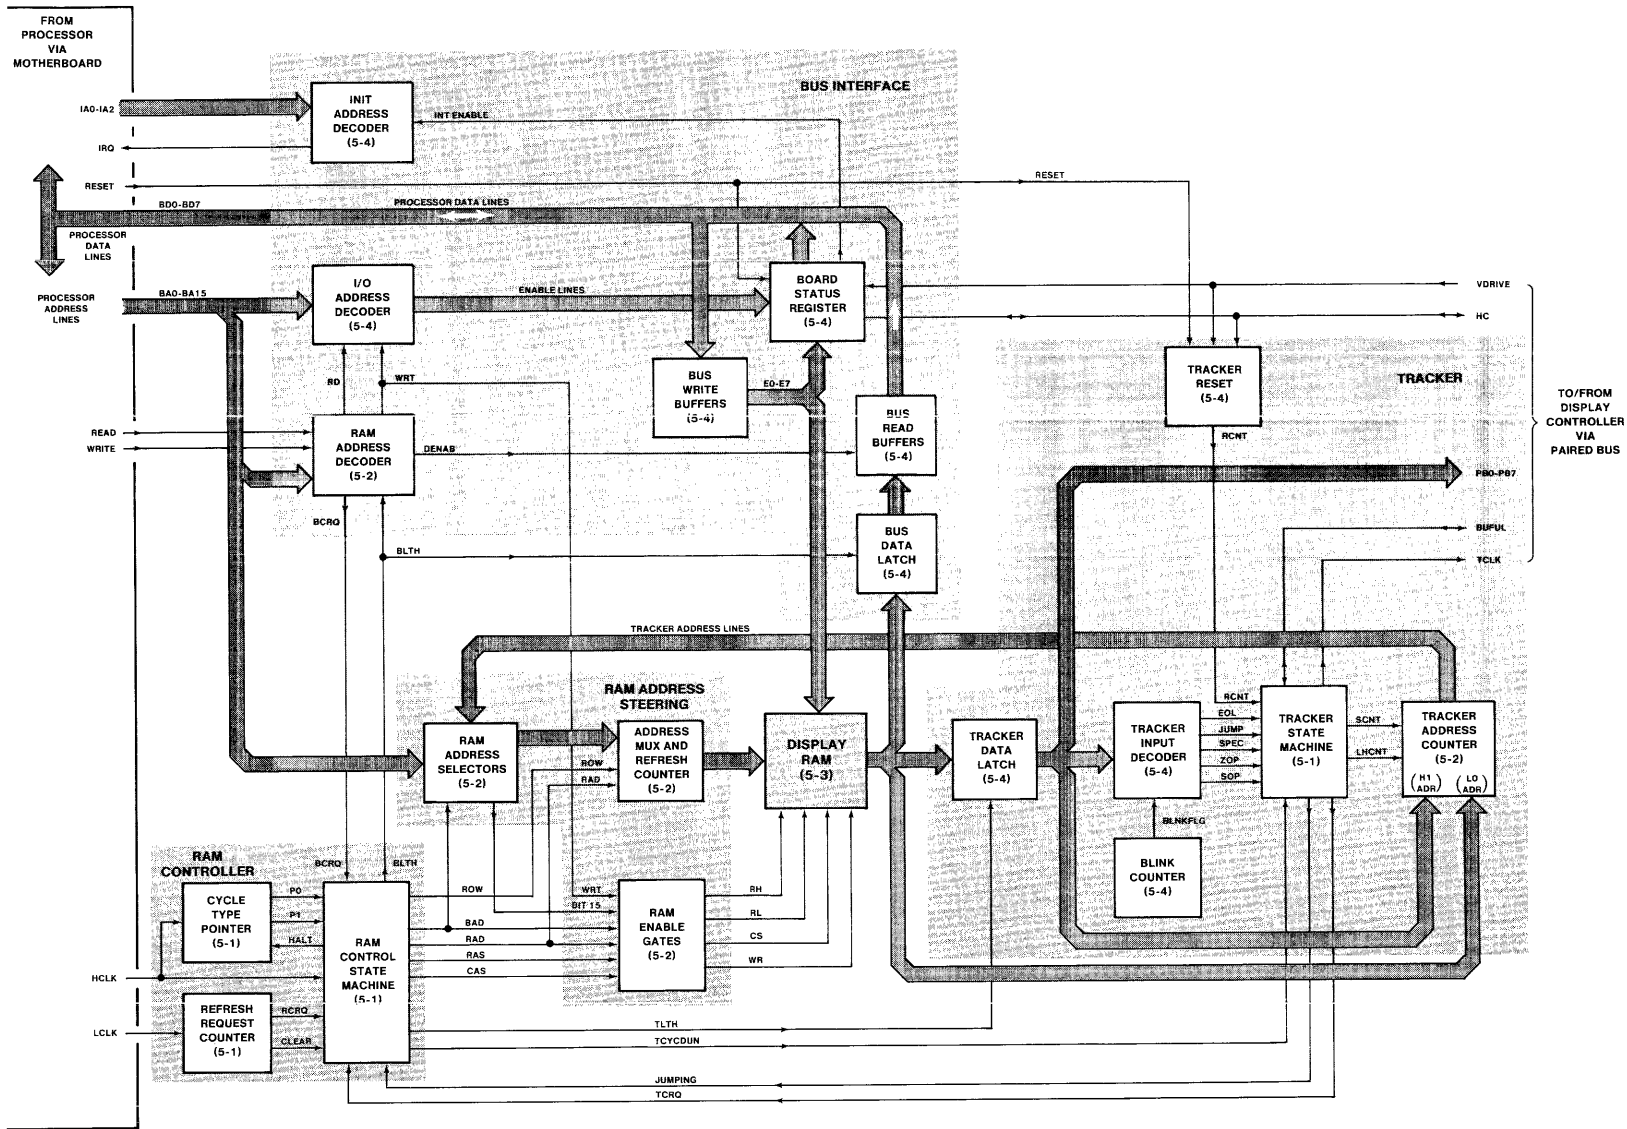 FROM
PROCESSOR
VIA
MOTHERBOARD
BUS INTERFACE
IA0-IA2
INIT
ADDRESS
DECODER
(5-4)
INT ENABLE
IRQ
RESET
RESET
BD0-BD7
PROCESSOR DATA LINES
PROCESSOR
DATA
LINES
PROCESSOR
ADDRESS
LINES
BA0-BA15
I/O
ADDRESS
DECODER
(5-4)
ENABLE LINES
BOARD
STATUS
REGISTER
(5-4)
VDRIVE
HC
RD
WRT
BUS
WRITE
BUFFERS
(5-4)
E0-E7
BUS
READ
BUFFERS
(5-4)
TRACKER
RESET
(5-4)
TRACKER
TO/FROM
DISPLAY
CONTROLLER
VIA
PAIRED BUS
READ
WRITE
RAM
ADDRESS
DECODER
(5-2)
DENAB
RCNT
PB0-PB7
BCRQ
BLTH
BUS
DATA
LATCH
(5-4)
BUFUL
TCLK
TRACKER ADDRESS LINES
RAM ADDRESS
STEERING
RAM
ADDRESS
SELECTORS
(5-2)
ADDRESS
MUX AND
REFRESH
COUNTER
(5-2)
ROW
RAD
DISPLAY
RAM
(5-3)
TRACKER
DATA
LATCH
(5-4)
TRACKER
INPUT
DECODER
(5-4)
RCNT
EOL
JUMP
SPEC
ZOP
SOP
TRACKER
STATE
MACHINE
(5-1)
SCNT
LHCNT
TRACKER
ADDRESS
COUNTER
(5-2)
(H1
ADR)
(LO
ADR)
BLNKFLG
BLINK
COUNTER
(5-4)
RAM
CONTROLLER
BCRQ
BLTH
CYCLE
TYPE
POINTER
(5-1)
P0
P1
HALT
RAM
CONTROL
STATE
MACHINE
(5-1)
ROW
BAD
RAD
RAS
CAS
WRT
BIT 15
RAM
ENABLE
GATES
(5-2)
RH
RL
CS
WR
HCLK
LCLK
REFRESH
REQUEST
COUNTER
(5-1)
RCRQ
CLEAR
TLTH
TCYCDUN
JUMPING
TCRQ